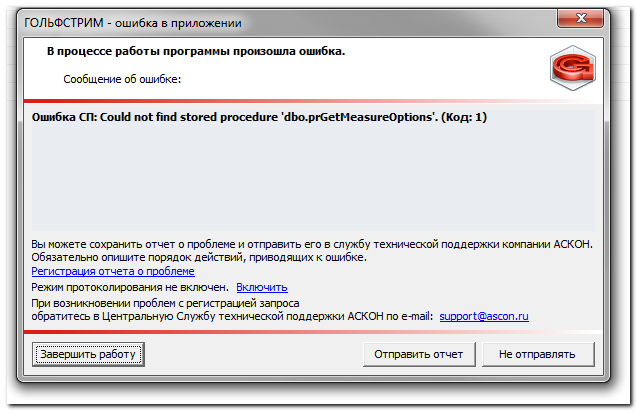 ГОЛЬФСТРИМ - ошибка в приложении
В процессе работы программы произошла ошибка.
Сообщение об ошибке:
Ошибка СП: Could not find stored procedure 'dbo.prGetMeasureOptions'. (Код: 1)
Вы можете сохранить отчет о проблеме и отправить его в службу технической поддержки компании АСКОН.
Обязательно опишите порядок действий, приводящих к ошибке.
Регистрация отчета о проблеме
Режим протоколирования не включен. Включить
При возникновении проблем с регистрацией запроса
обратитесь в Центральную Службу технической поддержки АСКОН по e-mail: support@ascon.ru
Завершить работу
Отправить отчет
Не отправлять